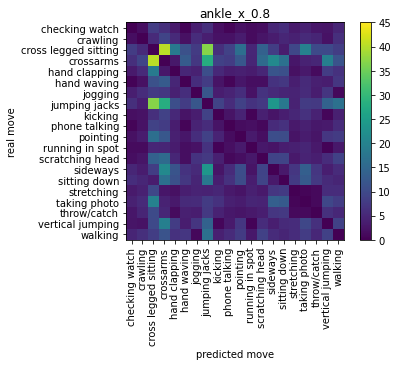 ankle_x_0.8
real move
checking watch
crawling
cross legged sitting
crossarms
hand clapping
hand waving
jogging
jumping jacks
kicking
phone talking
pointing
running in spot
scratching head
sideways
sitting down
stretching
taking photo
throw/catch
vertical jumping
walking
checking watch
crawling
cross legged sitting
crossarms
hand clapping
hand waving
jogging
jumping jacks
kicking
phone talking
pointing
running in spot
scratching head
sideways
sitting down
stretching
taking photo
throw/catch
vertical jumping
walking
predicted move
45
40
35
30
25
20
15
10
5
0